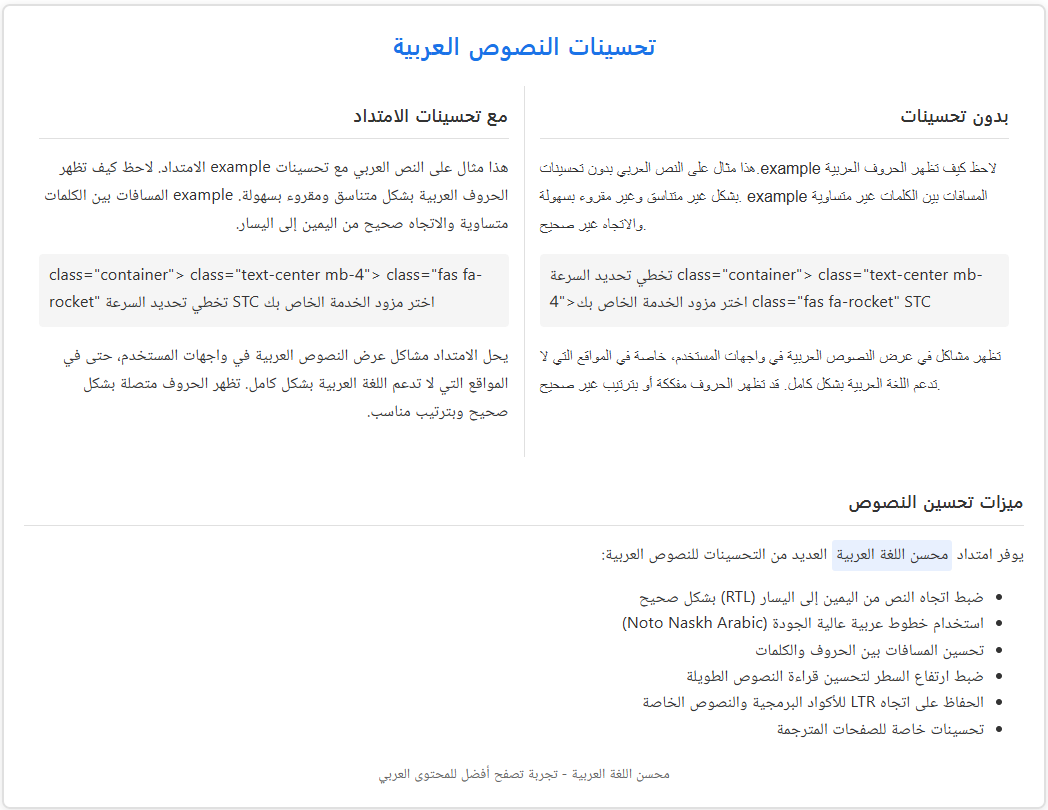 تحسينات النصوص العربية
بدون تحسينات
لاحظ كيف تظهر الحروف العربية example.هذا مثال على النص العربي بدون تحسينات
المسافات بين الكلمات غير متساوية example .بشكل غير متناسق وغير مقروء بسهولة
.والاتجاه غير صحيح
تخطي تحديد السرعة class="container"> class="text-center mb-
4">اختر مزود الخدمة الخاص بك class="fas fa-rocket" STC
تظهر مشاكل في عرض النصوص العربية في واجهات المستخدم، خاصة في المواقع التي لا
.تدعم اللغة العربية بشكل كامل. قد تظهر الحروف مفككة أو بترتيب غير صحيح
مع تحسينات الامتداد
هذا مثال على النص العربي مع تحسينات example الامتداد. لاحظ كيف تظهر
الحروف العربية بشكل متناسق ومقروء بسهولة. example المسافات بين الكلمات
متساوية والاتجاه صحيح من اليمين إلى اليسار.
class="container"> class="text-center mb-4"> class="fas fa-
rocket" تخطي تحديد السرعة STC اختر مزود الخدمة الخاص بك
يحل الامتداد مشاكل عرض النصوص العربية في واجهات المستخدم، حتى في
المواقع التي لا تدعم اللغة العربية بشكل كامل. تظهر الحروف متصلة بشكل
صحيح وبترتيب مناسب.
ميزات تحسين النصوص
يوفر امتداد محسن اللغة العربية العديد من التحسينات للنصوص العربية:
• ضبط اتجاه النص من اليمين إلى اليسار (RTL) بشكل صحيح
• استخدام خطوط عربية عالية الجودة (Noto Naskh Arabic)
• تحسين المسافات بين الحروف والكلمات
• ضبط ارتفاع السطر لتحسين قراءة النصوص الطويلة
• الحفاظ على اتجاه LTR للأكواد البرمجية والنصوص الخاصة
• تحسينات خاصة للصفحات المترجمة
محسن اللغة العربية - تجربة تصفح أفضل للمحتوى العربي